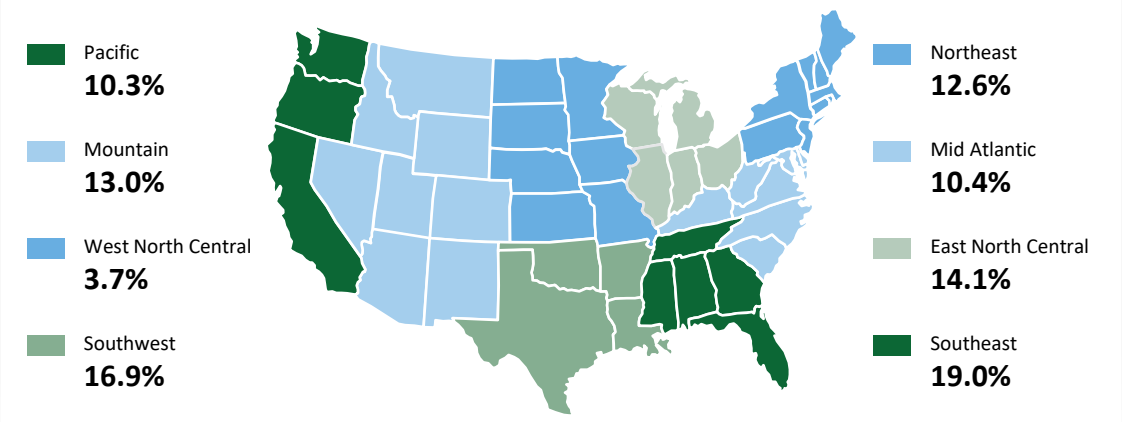 Pacific
10.3%
Mountain
13.0%
West North Central
3.7%
Southwest
16.9%
Northeast
12.6%
Mid Atlantic
10.4%
East North Central
14.1%
Southeast
19.0%